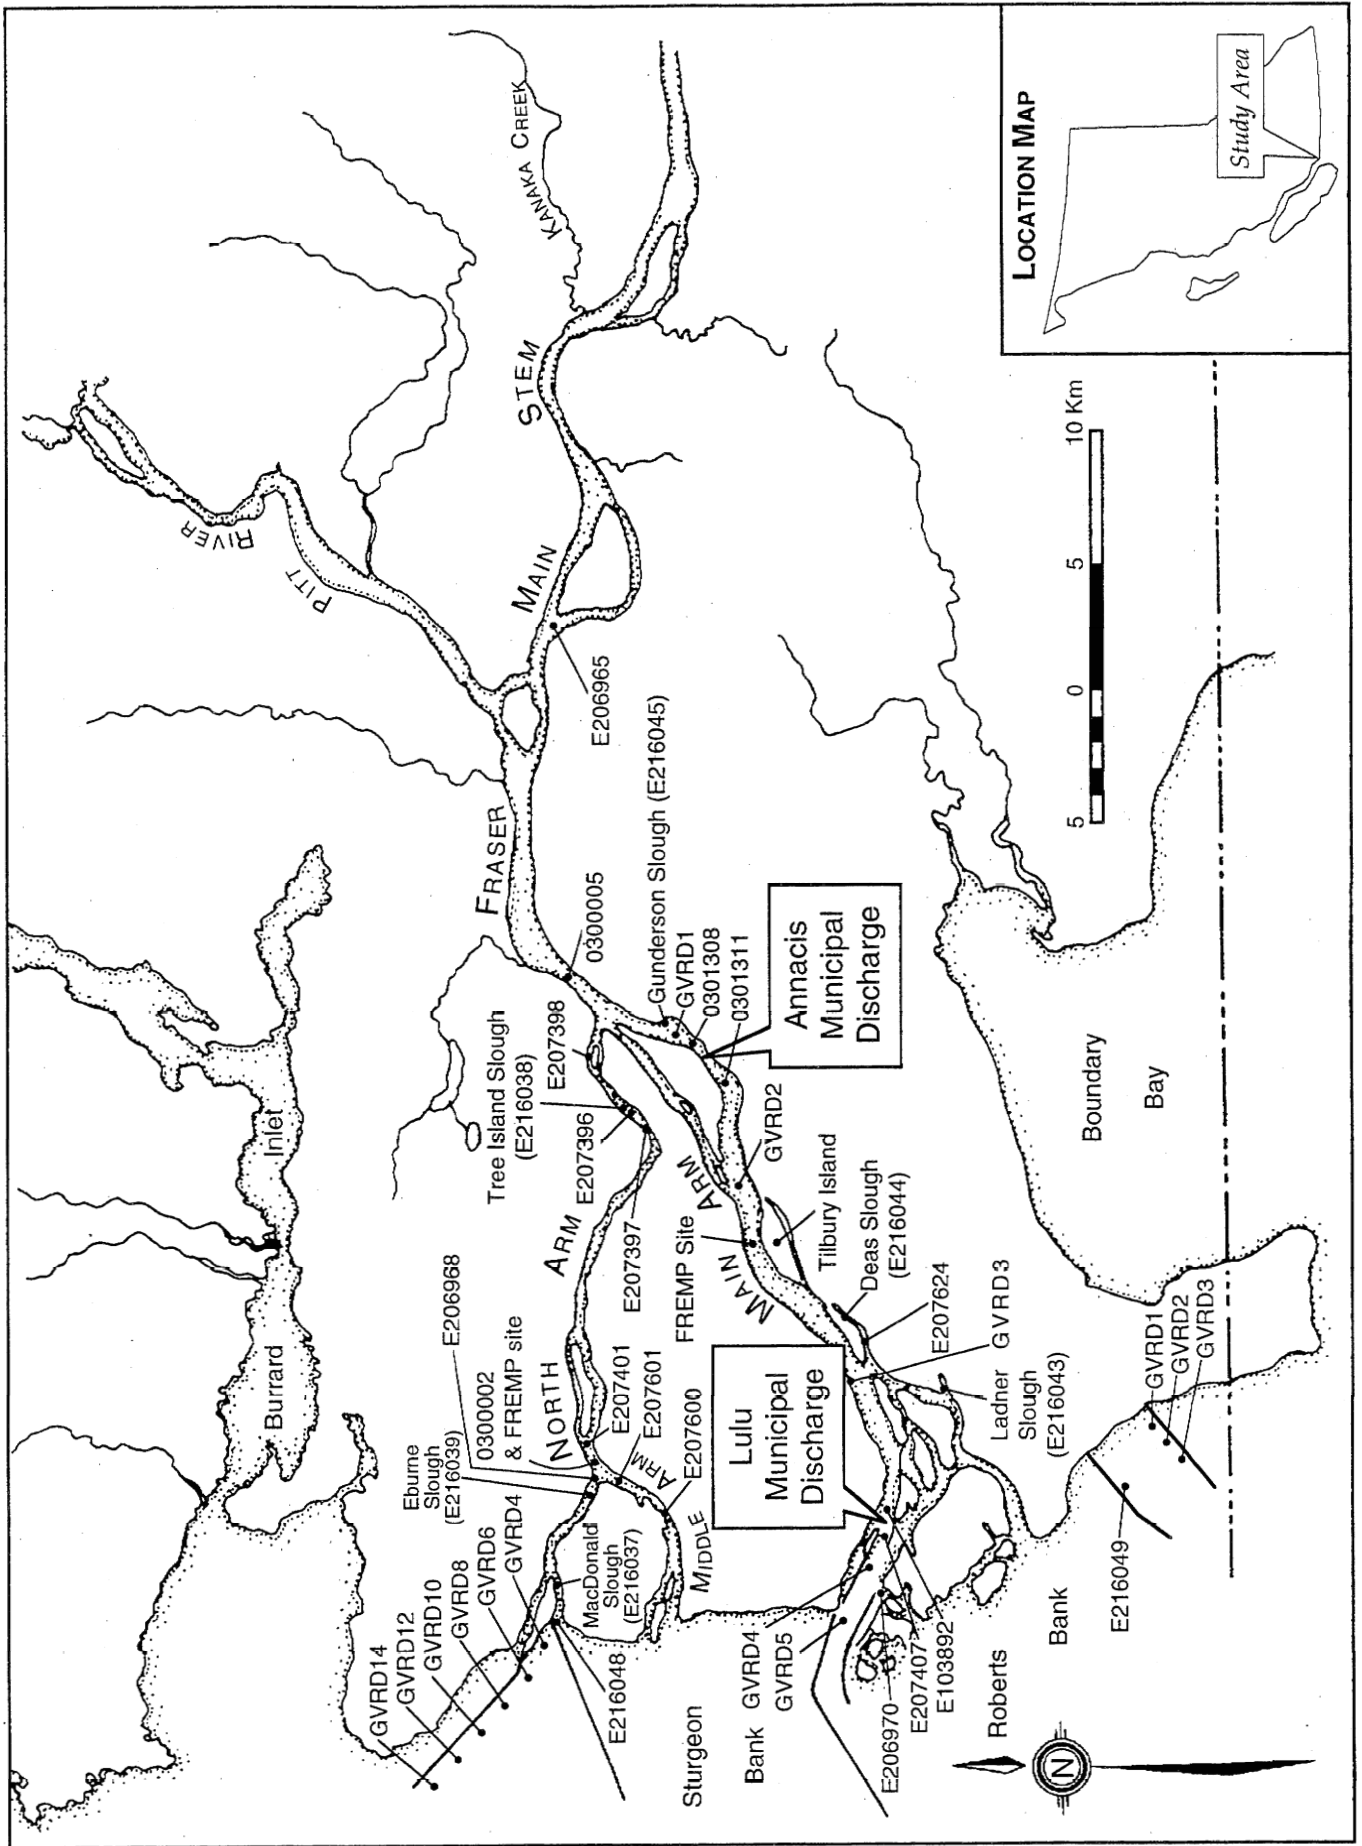 GVRD14
GVRD12
GVRD10
GVRD8
GVRD6
GVRD4
Eburne
Slough
(E216039)
E206968
0300002
& FREMP site
MacDonald
Slough
(E216037)
E216048
Burrard
Inlet
NORTH
ARM
E207401
E207601
E207600
MIDDLE
ARM
Tree Island Slough
(E216038)
E207398
E207396
E207397
FRASER
MAIN
STEM
PITT
RIVER
KANAKA CREEK
0300005
E206965
Gunderson Slough (E216045)
GVRD1
0301308
0301311
Annacis
Municipal
Discharge
MAIN
ARM
GVRD2
FREMP Site
Tilbury Island
Deas Slough
(E216044)
E207624
GVRD3
Ladner
Slough
(E216043)
Lulu
Municipal
Discharge
Sturgeon
Bank
GVRD4
GVRD5
E206970
E207407
E103892
Roberts
Bank
E216049
GVRD1
GVRD2
GVRD3
Boundary
Bay
5
0
5
10 Km
N
LOCATION MAP
Study Area